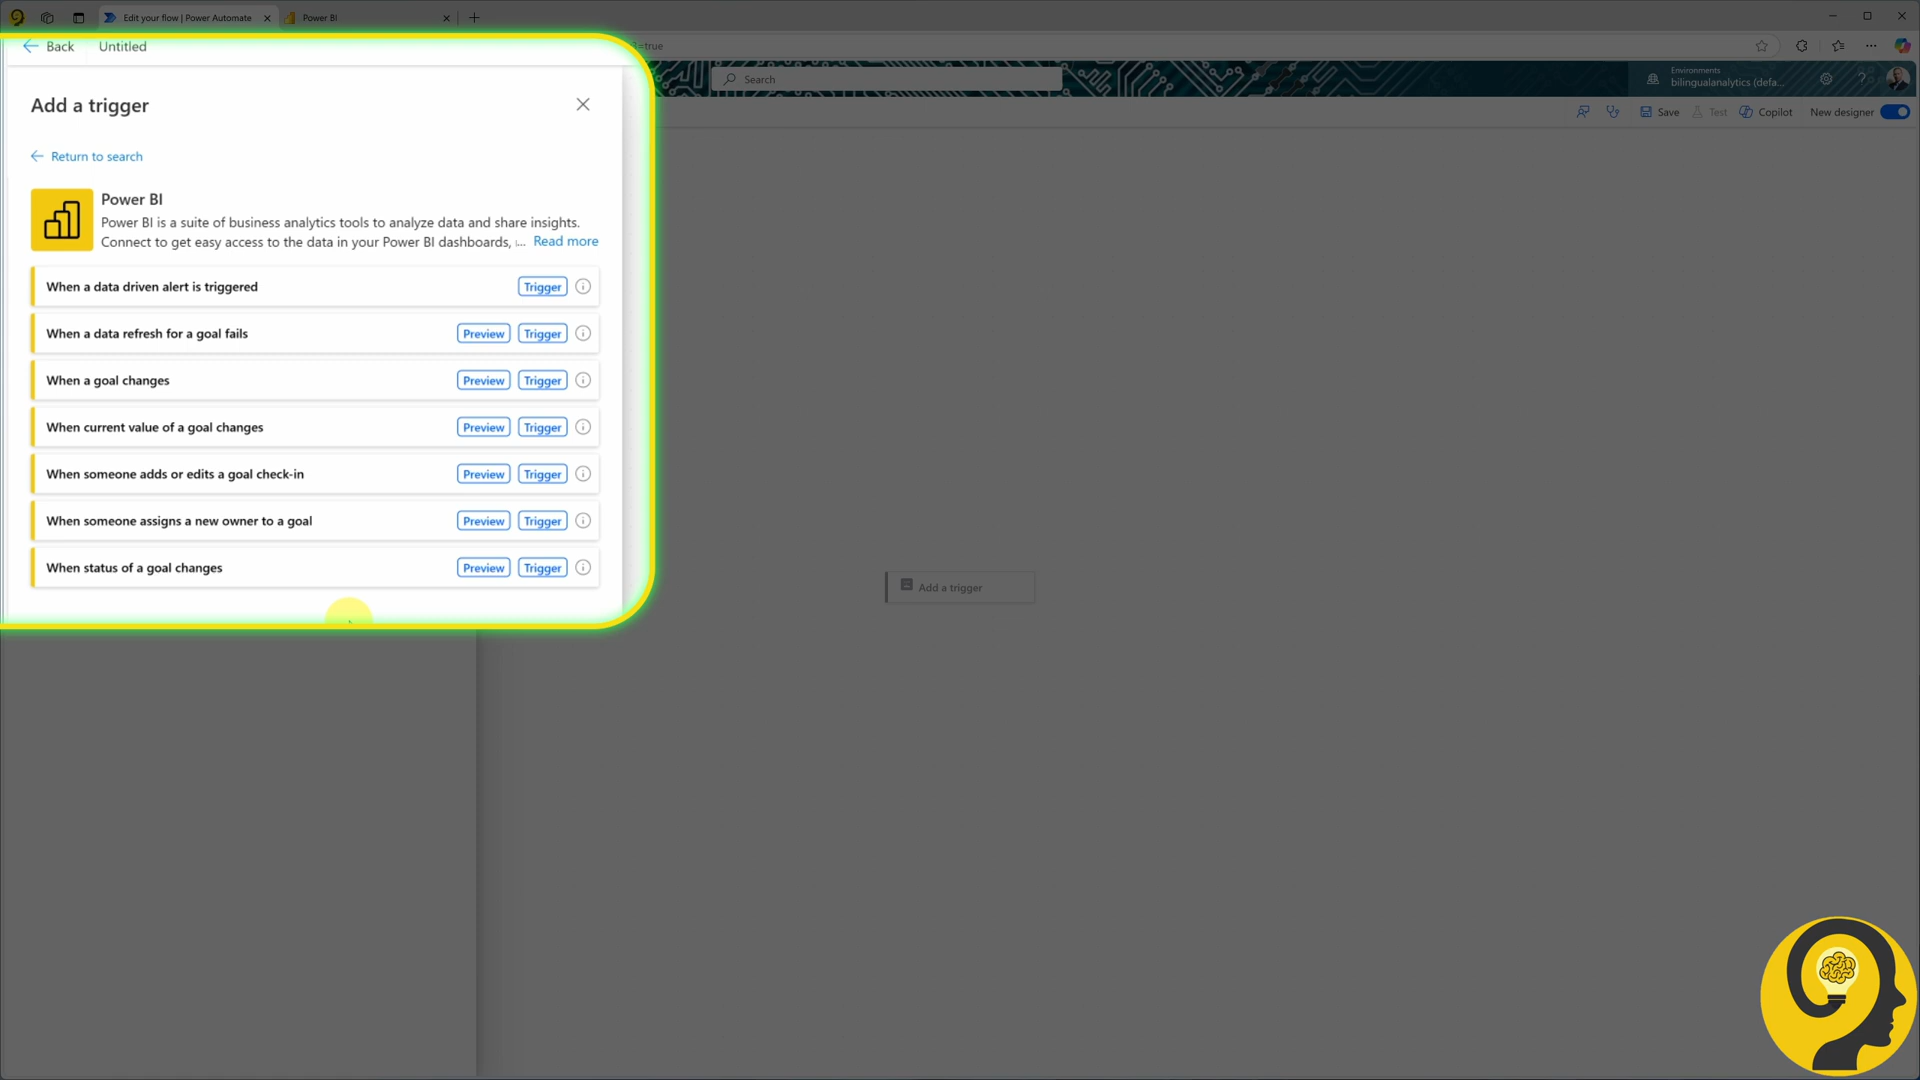 Edit your flow | Power Automate
Power BI
Back
Untitled
=true
Search
Environments
bilingualanalytics (defa...
Save
Test
Copilot
New designer
Add a trigger
Return to search
Power BI
Power BI is a suite of business analytics tools to analyze data and share insights.
Connect to get easy access to the data in your Power BI dashboards, ... Read more
When a data driven alert is triggered
Trigger
When a data refresh for a goal fails
Preview
Trigger
When a goal changes
Preview
Trigger
When current value of a goal changes
Preview
Trigger
When someone adds or edits a goal check-in
Preview
Trigger
When someone assigns a new owner to a goal
Preview
Trigger
When status of a goal changes
Preview
Trigger
Add a trigger